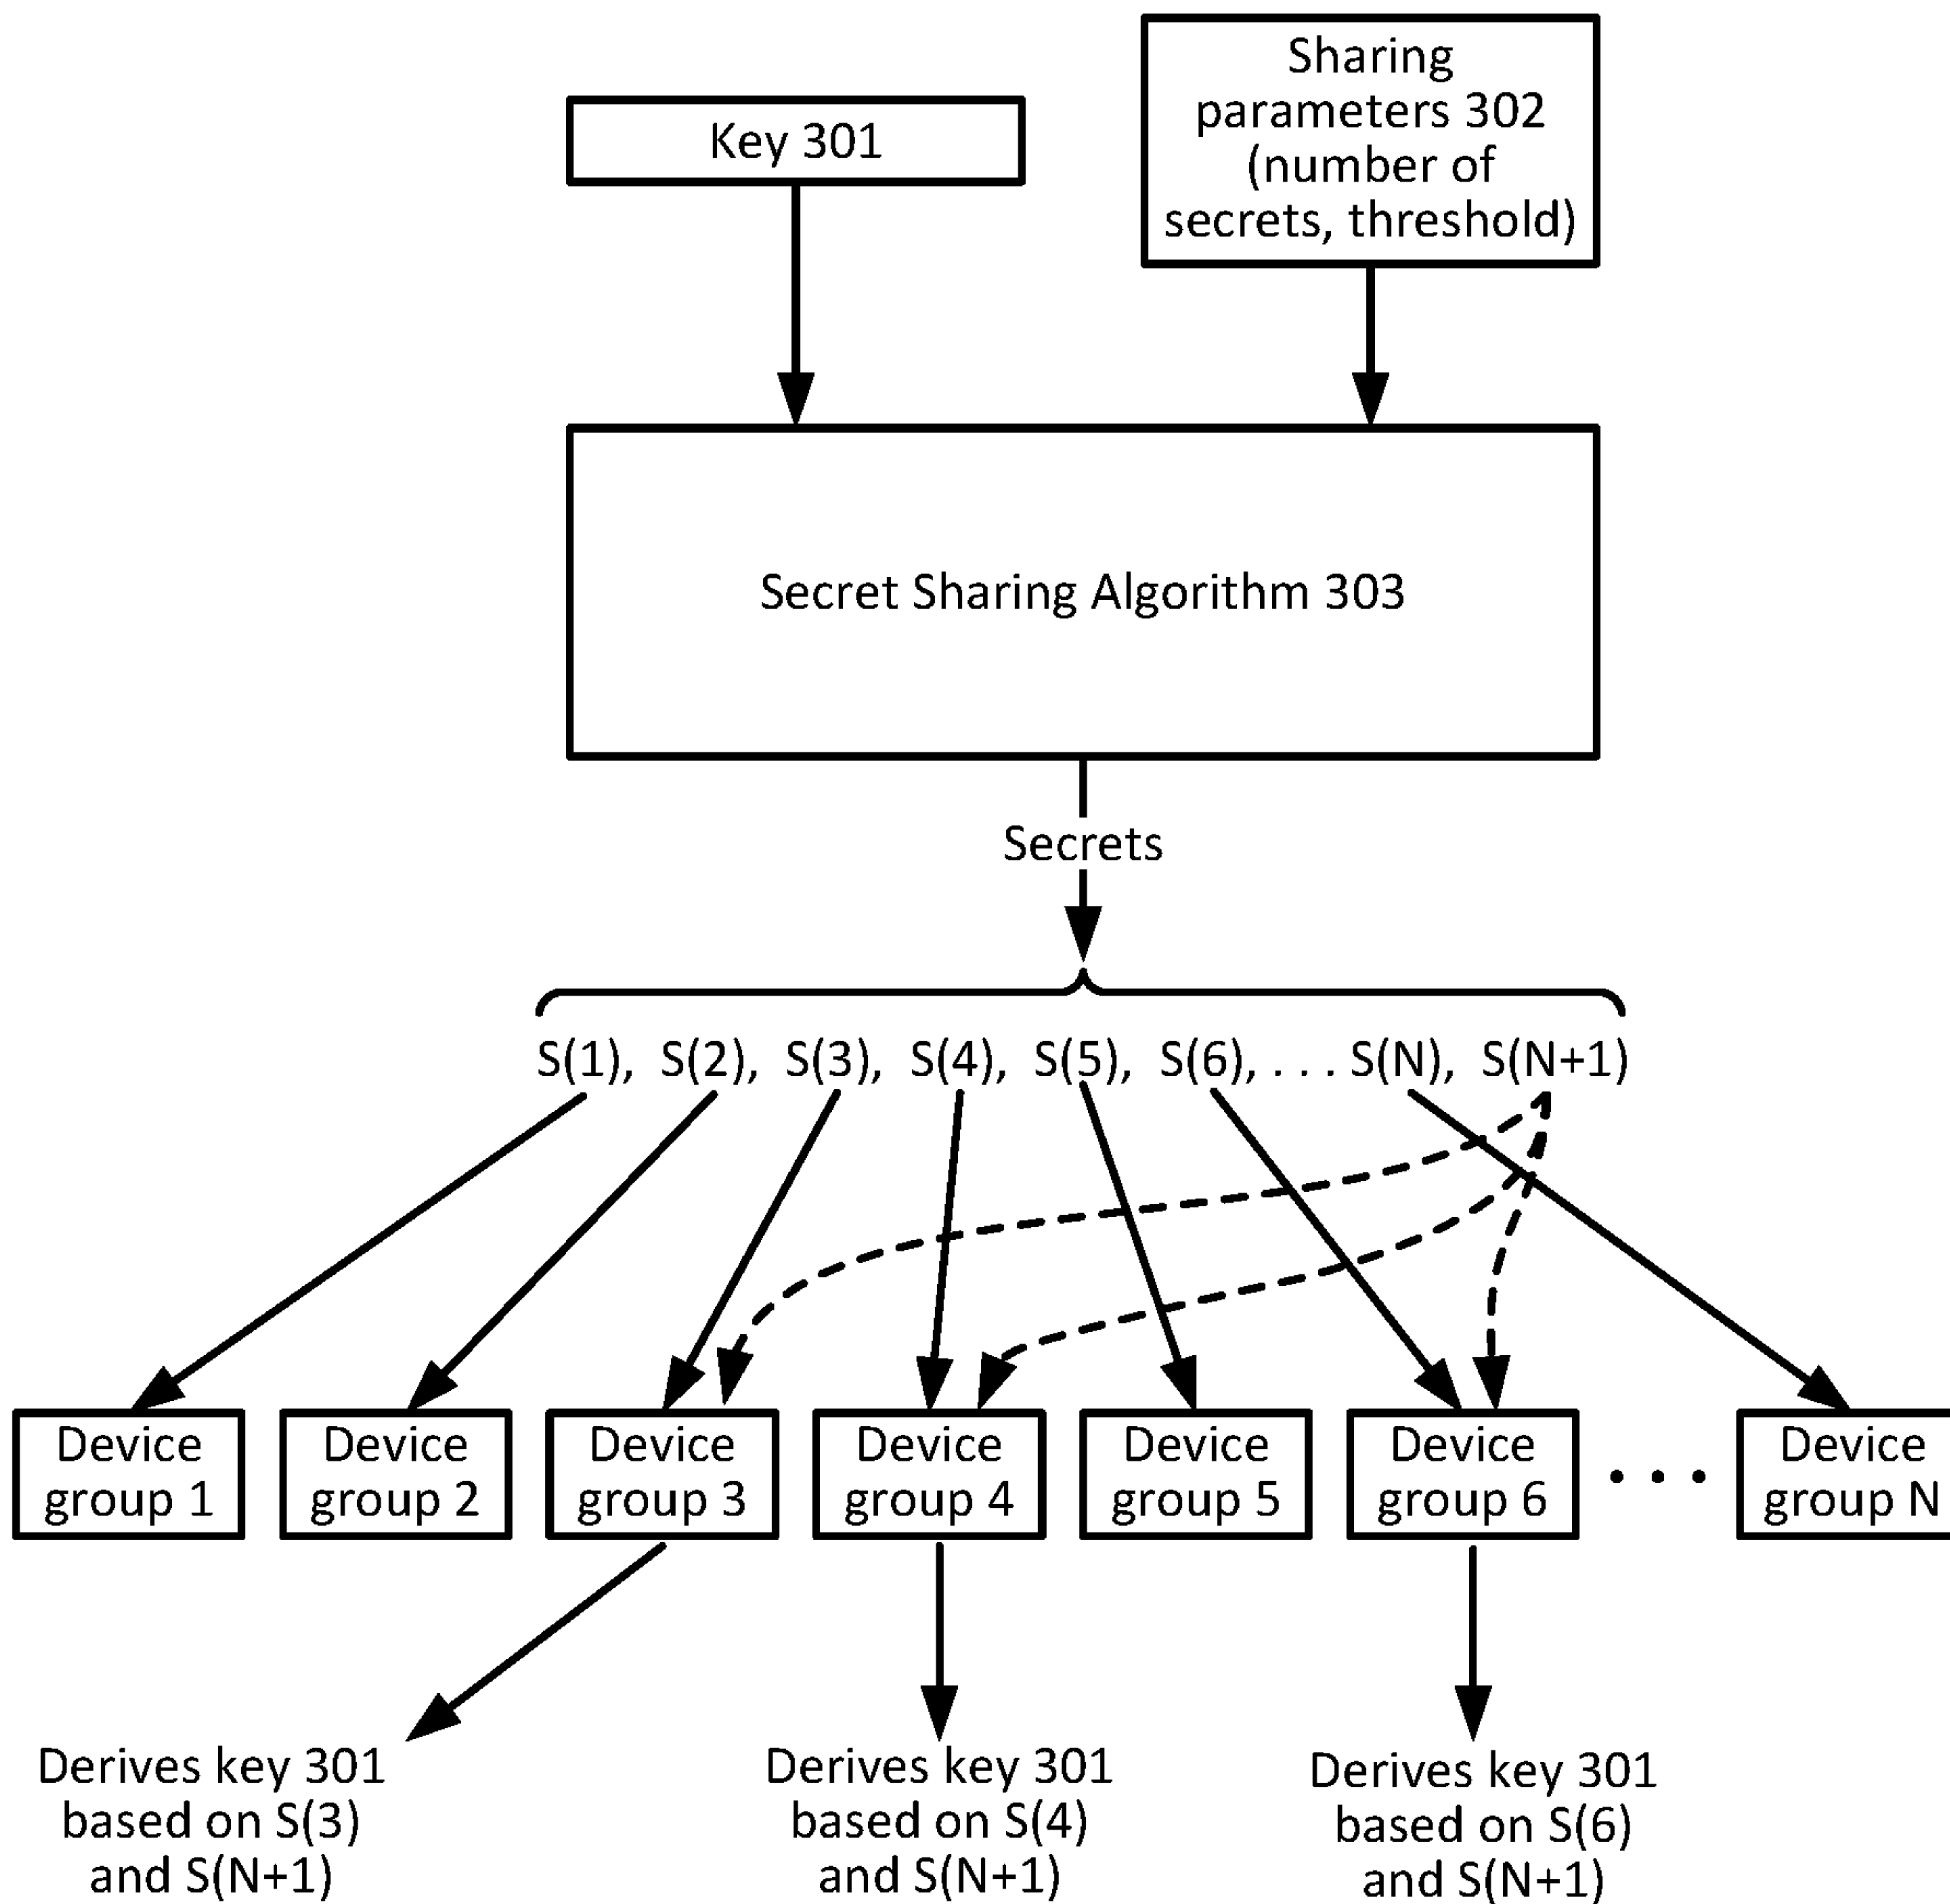 Sharing
parameters 302
(number of
secrets, threshold)
Key 301
Secret Sharing Algorithm 303
Secrets
S(1), S(2), S(3), S(4), S(5), S(6), . . . S(N), S(N+1)
Device
group 1
Device
group 2
Device
group 3
Device
group 4
Device
group 5
Device
group 6
Device
group N
Derives key 301
based on S(3)
and S(N+1)
Derives key 301
based on S(4)
and S(N+1)
Derives key 301
based on S(6)
and S(N+1)